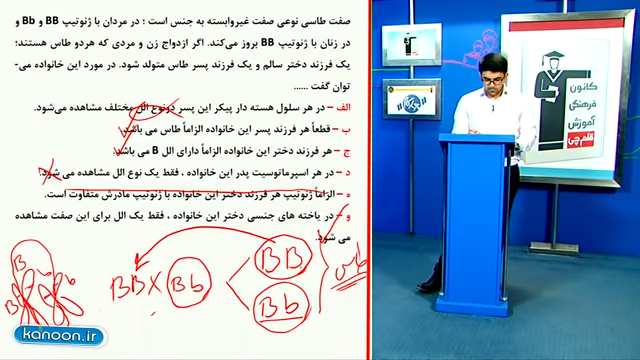 صفت طاسی نوعی صفت غیروابسته به جنس است ؛ در مردان با ژنوتیپ BB و Bb و
در زنان با ژنوتیپ BB بروز می‌کند. اگر ازدواج زن و مردی که هردو طاس هستند؛
یک فرزند دختر سالم و یک فرزند پسر طاس متولد شود. در مورد این خانواده می-
توان گفت ......
الف – در هر سلول هسته دار پیکر این پسر درنوع الل مختلف مشاهده می‌شود.
ب – قطعاً هر فرزند پسر این خانواده الزاماً طاس می باشد.
ج – هر فرزند دختر این خانواده الزاماً دارای الل B می باشد.
د – در هر اسپرماتوسیت پدر این خانواده ، فقط یک نوع الل مشاهده می شود.
ه – الزاماً ژنوتیپ هر فرزند دختر این خانواده با ژنوتیپ مادرش متفاوت است.
و – در یاخته های جنسی دختر این خانواده ، فقط یک الل برای این صفت مشاهده
می شود.
BB × Bb
BB
Bb
B
b
کانون
فرهنگی
آموزش
قلم‌چی
kanoon.ir